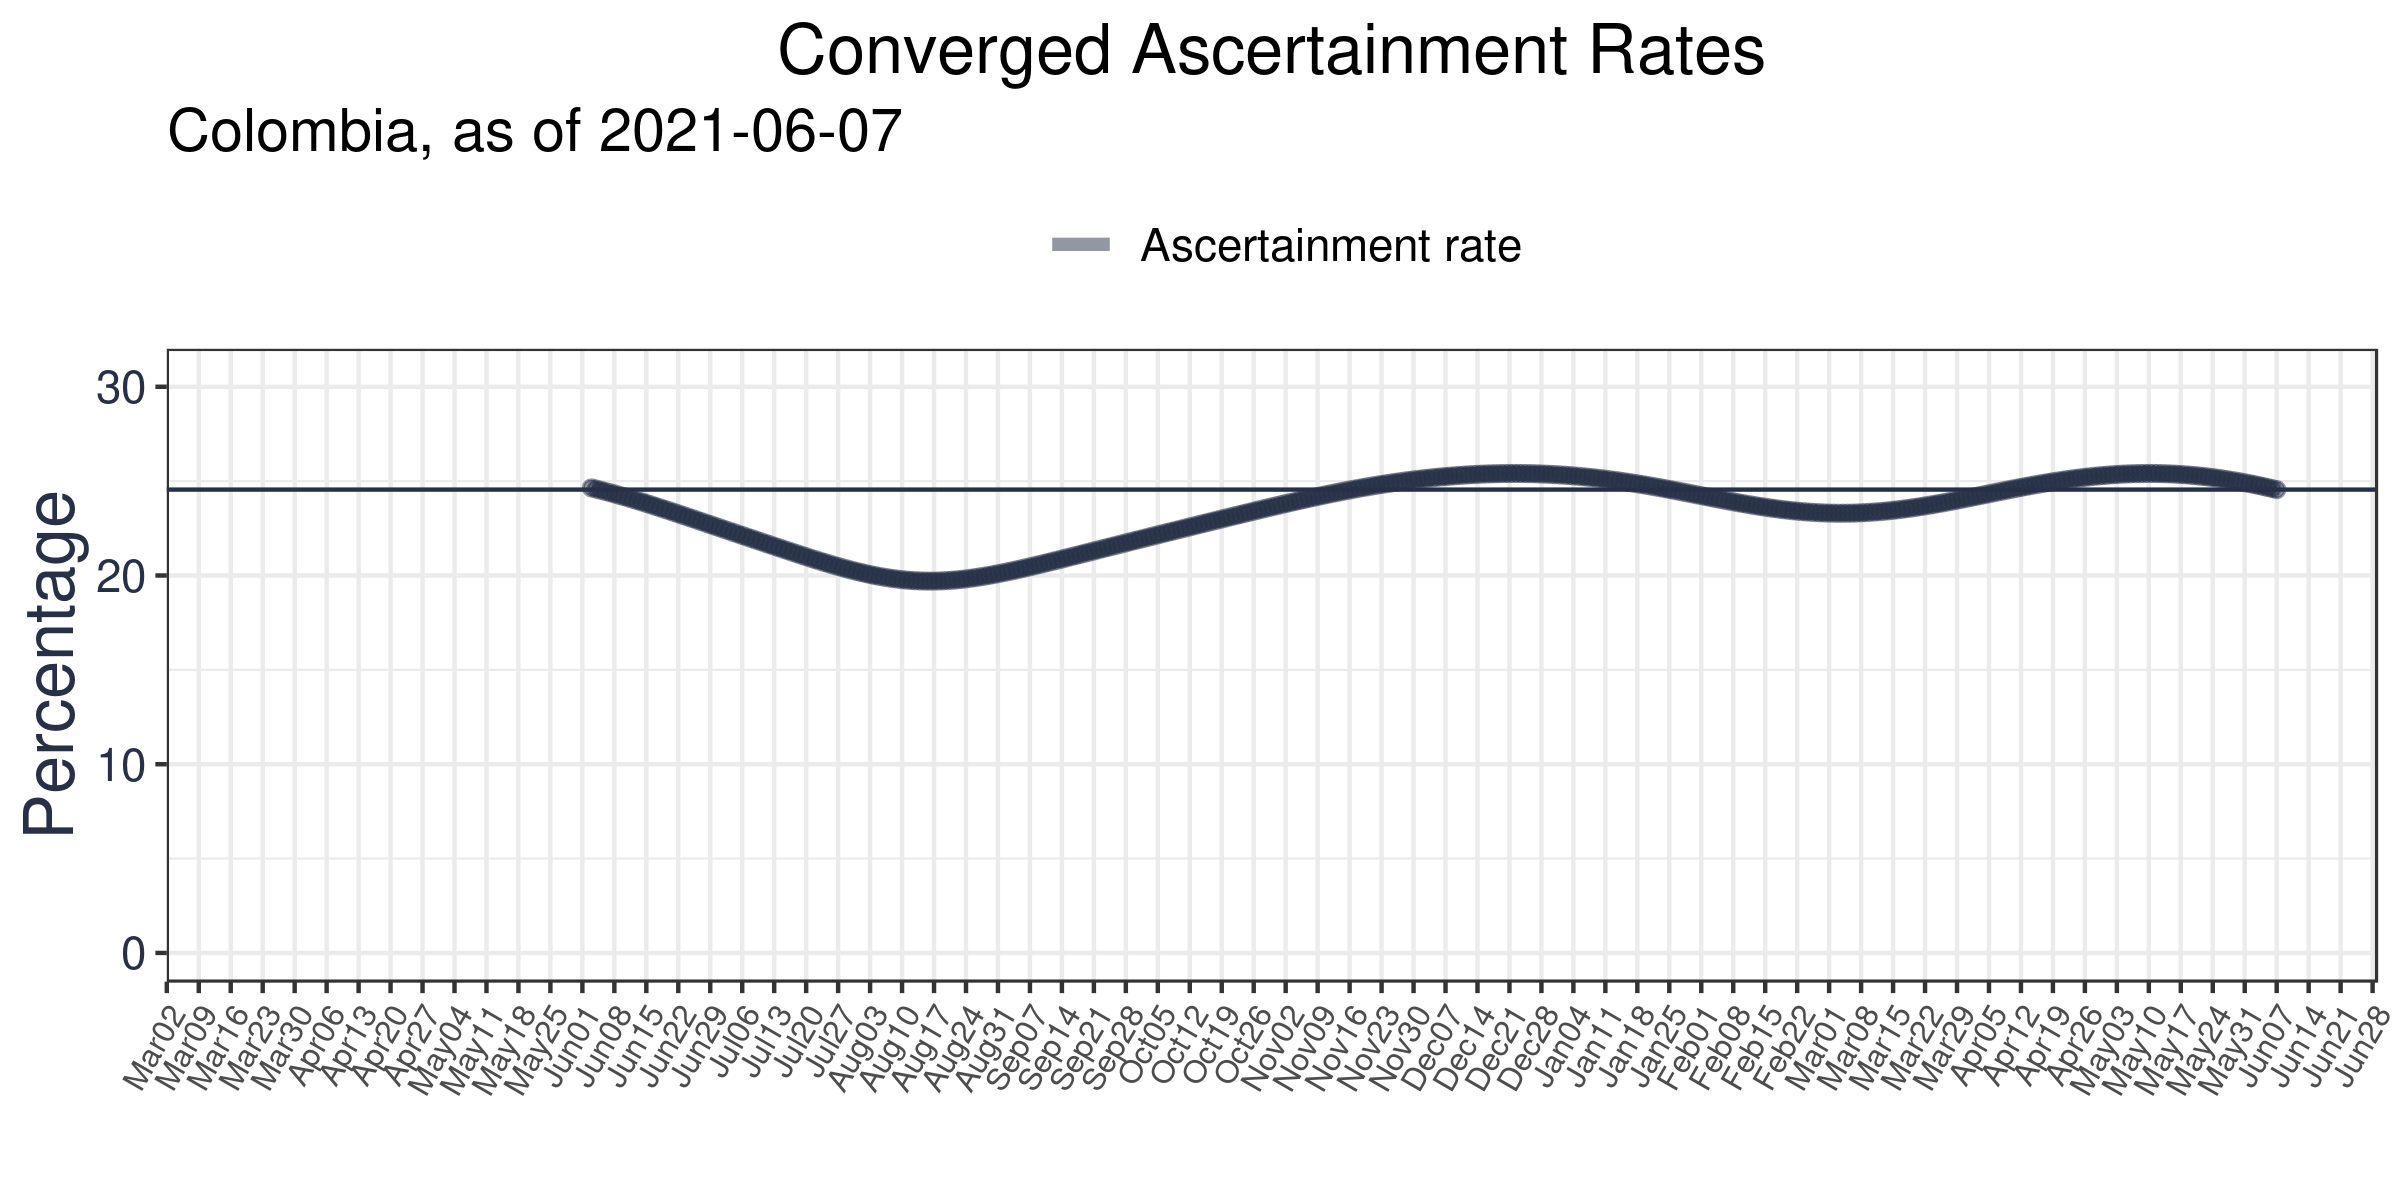 Converged Ascertainment Rates
Colombia, as of 2021-06-07
Ascertainment rate
Percentage
30
20
10
0
Mar02 Mar09 Mar16 Mar23 Mar30 Apr06 Apr13 Apr20 Apr27 May04 May11 May18 May25 Jun01 Jun08 Jun15 Jun22 Jun29 Jul06 Jul13 Jul20 Jul27 Aug03 Aug10 Aug17 Aug24 Aug31 Sep07 Sep14 Sep21 Sep28 Oct05 Oct12 Oct19 Oct26 Nov02 Nov09 Nov16 Nov23 Nov30 Dec07 Dec14 Dec21 Dec28 Jan04 Jan11 Jan18 Jan25 Feb01 Feb08 Feb15 Feb22 Mar01 Mar08 Mar15 Mar22 Mar29 Apr05 Apr12 Apr19 Apr26 May03 May10 May17 May24 May31 Jun07 Jun14 Jun21 Jun28